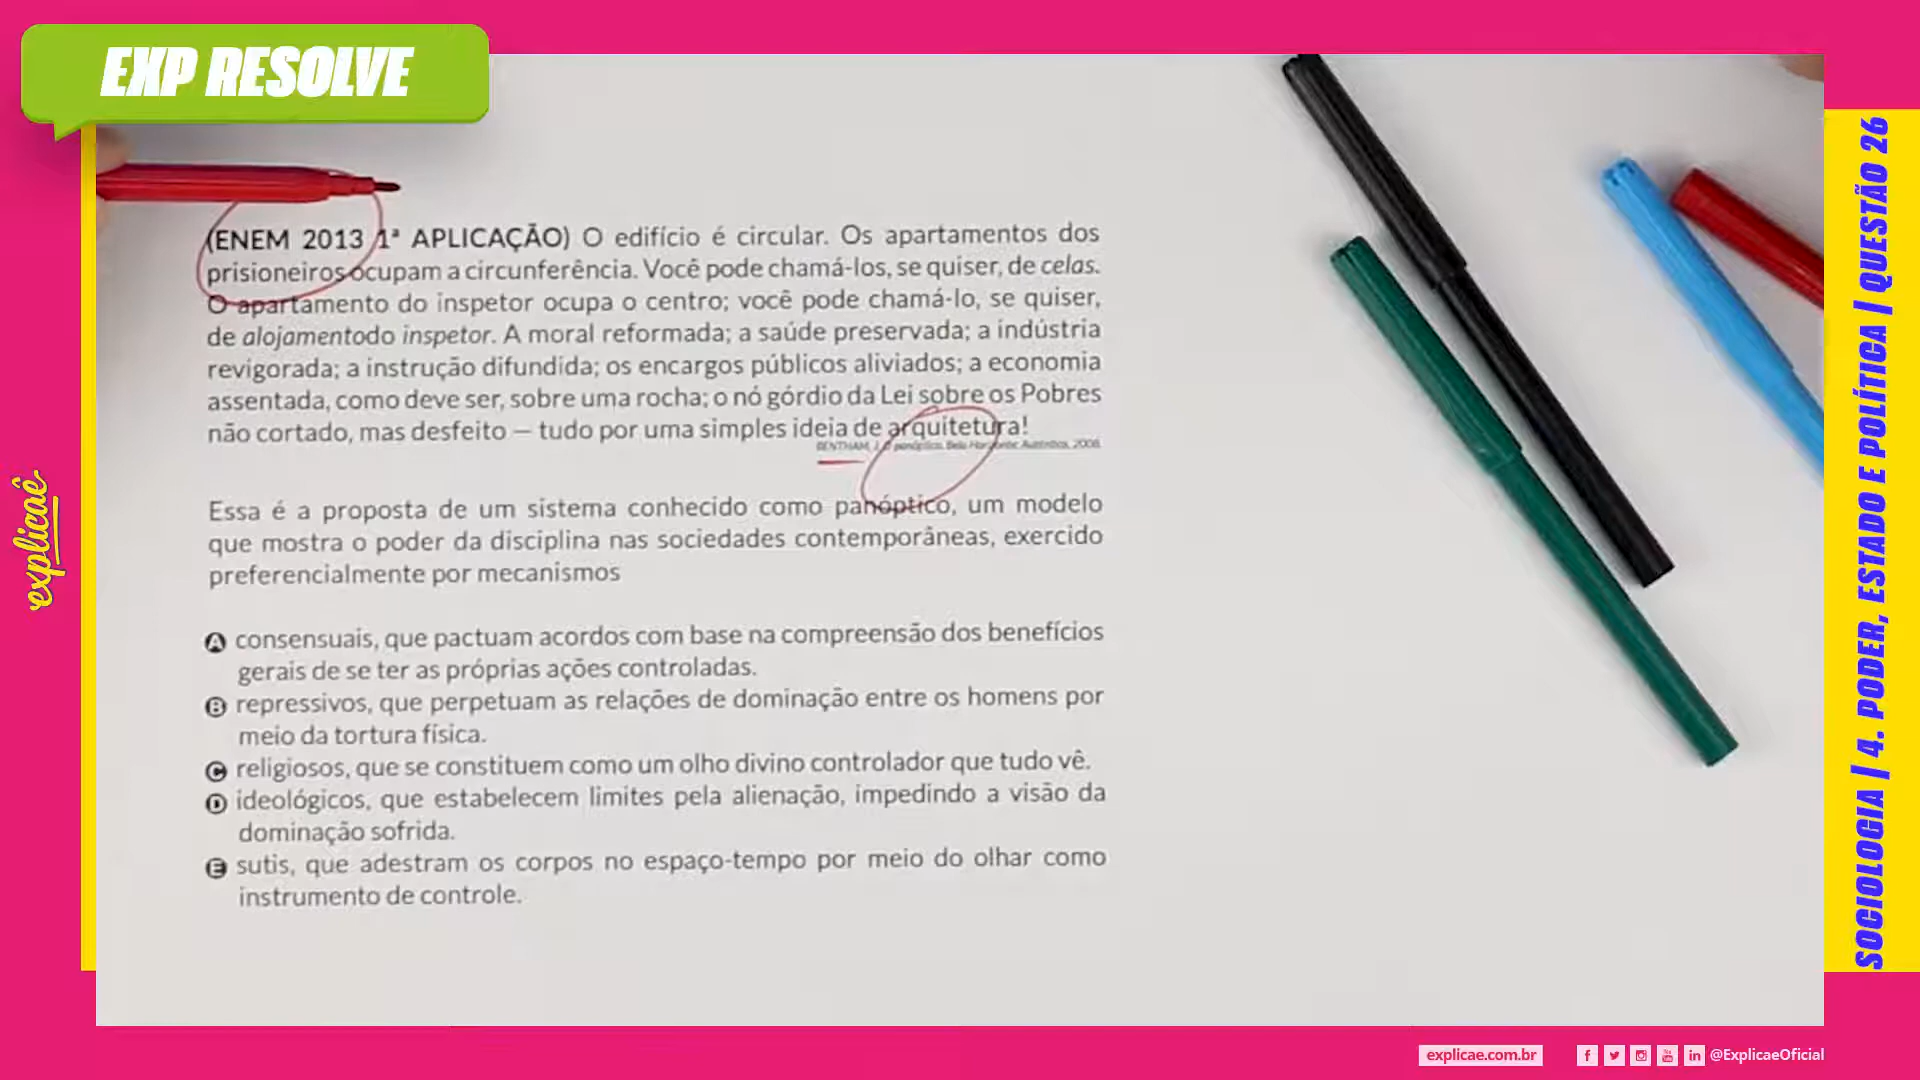 EXP RESOLVE
(ENEM 2013 1ª APLICAÇÃO) O edifício é circular. Os apartamentos dos
prisioneiros ocupam a circunferência. Você pode chamá-los, se quiser, de celas.
O apartamento do inspetor ocupa o centro; você pode chamá-lo, se quiser,
de alojamentodo inspetor. A moral reformada; a saúde preservada; a indústria
revigorada; a instrução difundida; os encargos públicos aliviados; a economia
assentada, como deve ser, sobre uma rocha; o nó górdio da Lei sobre os Pobres
não cortado, mas desfeito — tudo por uma simples ideia de arquitetura!
BENTHAM, J. O panóptico. Belo Horizonte: Autêntica, 2008.
Essa é a proposta de um sistema conhecido como panóptico, um modelo
que mostra o poder da disciplina nas sociedades contemporâneas, exercido
preferencialmente por mecanismos
A consensuais, que pactuam acordos com base na compreensão dos benefícios
gerais de se ter as próprias ações controladas.
B repressivos, que perpetuam as relações de dominação entre os homens por
meio da tortura física.
C religiosos, que se constituem como um olho divino controlador que tudo vê.
D ideológicos, que estabelecem limites pela alienação, impedindo a visão da
dominação sofrida.
E sutis, que adestram os corpos no espaço-tempo por meio do olhar como
instrumento de controle.
explicaê
SOCIOLOGIA | 4. PODER, ESTADO E POLÍTICA | QUESTÃO 26
explicae.com.br
@ExplicaeOficial